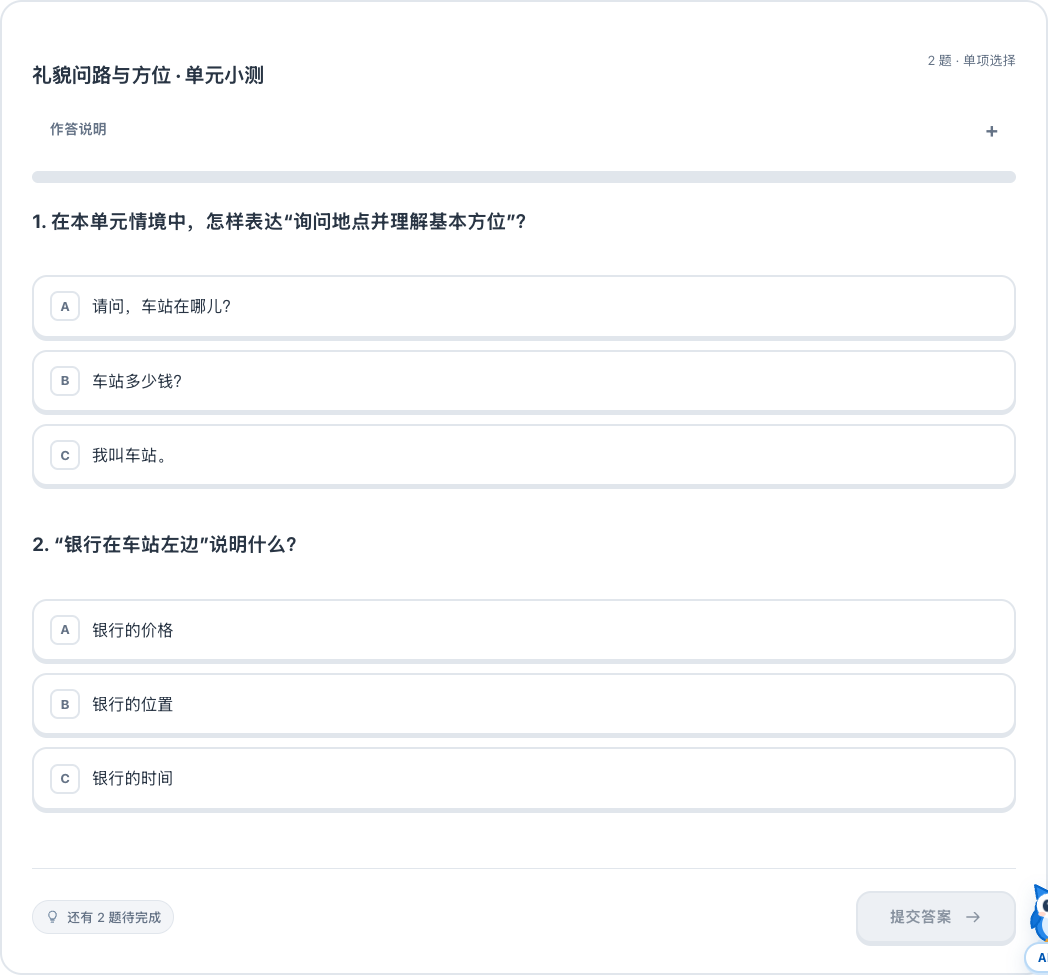 礼貌问路与方位 · 单元小测
2 题 · 单项选择
作答说明
+
1. 在本单元情境中，怎样表达“询问地点并理解基本方位”？
A 请问，车站在哪儿？
B 车站多少钱？
C 我叫车站。
2. “银行在车站左边”说明什么？
A 银行的价格
B 银行的位置
C 银行的时间
还有 2 题待完成
提交答案 →